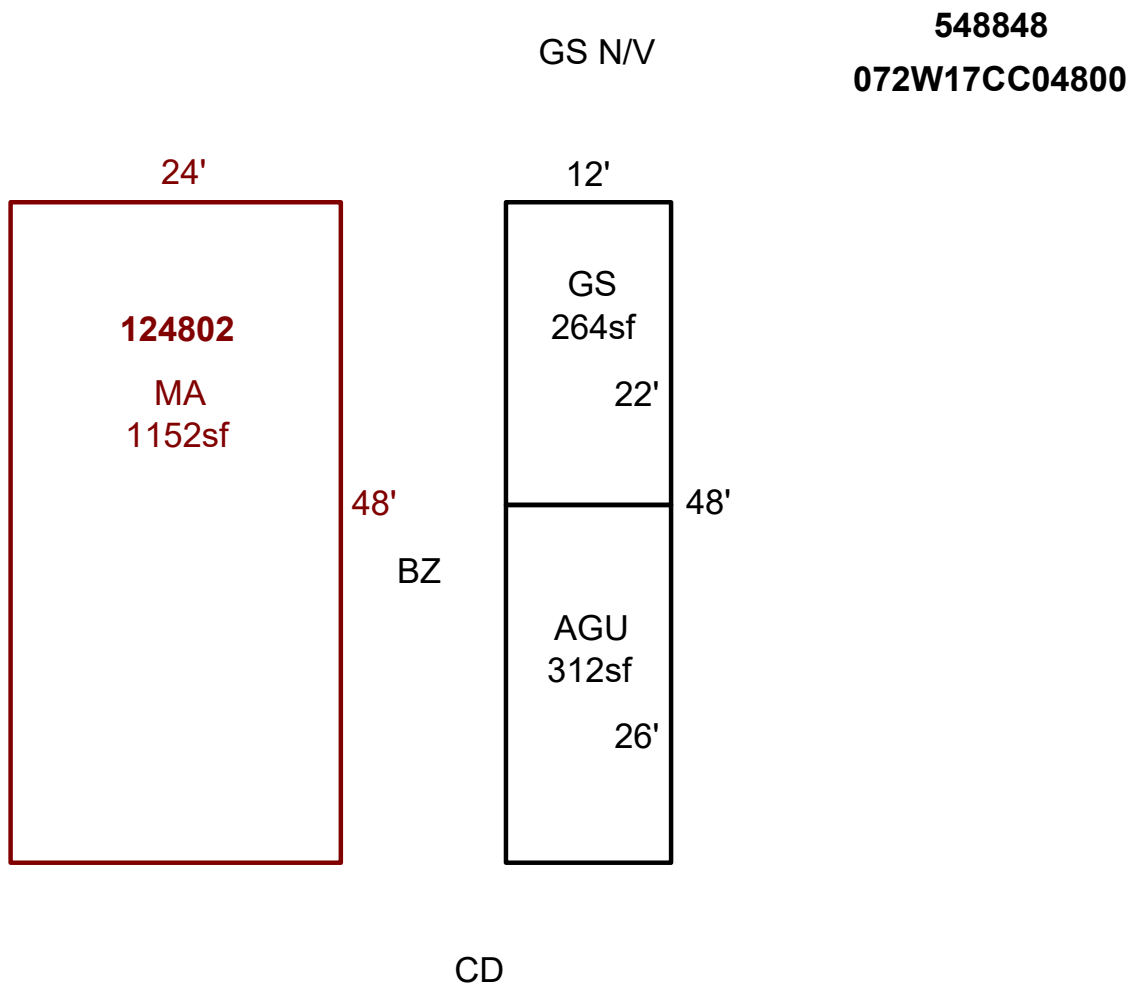 548848
GS N/V
072W17CC04800
24'
12'
GS
264sf
124802
MA
1152sf
22'
48'
48'
BZ
AGU
312sf
26'
CD